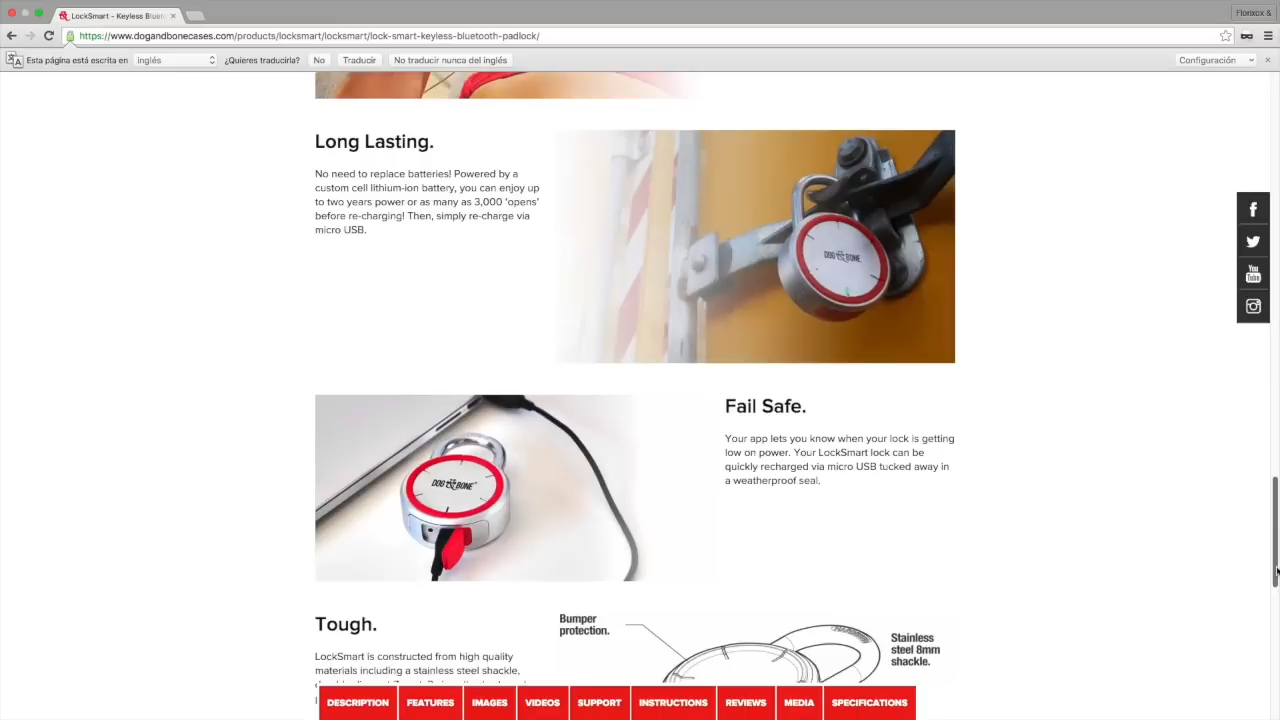 LockSmart - Keyless Bluet
Florixox &
https://www.dogandbonecases.com/products/locksmart/locksmart/lock-smart-keyless-bluetooth-padlock/
Esta página está escrita en inglés ¿Quieres traducirla? No Traducir No traducir nunca del inglés Configuración
Long Lasting.
No need to replace batteries! Powered by a
custom cell lithium-ion battery, you can enjoy up
to two years power or as many as 3,000 'opens'
before re-charging! Then, simply re-charge via
micro USB.
DOG & BONE
You
Tube
Fail Safe.
Your app lets you know when your lock is getting
low on power. Your LockSmart lock can be
quickly recharged via micro USB tucked away in
a weatherproof seal.
DOG & BONE
Tough.
LockSmart is constructed from high quality
materials including a stainless steel shackle,
Bumper
protection.
Stainless
steel 8mm
shackle.
DESCRIPTION FEATURES IMAGES VIDEOS SUPPORT INSTRUCTIONS REVIEWS MEDIA SPECIFICATIONS